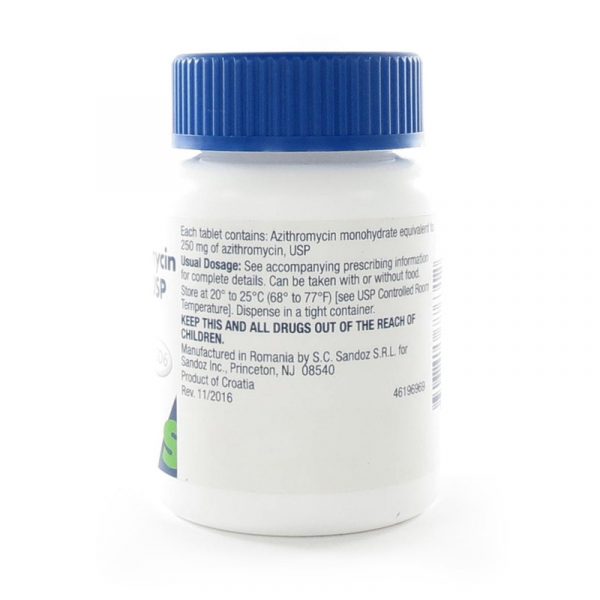 Each tablet contains: Azithromycin monohydrate equivalent to
250 mg of azithromycin, USP
Usual Dosage: See accompanying prescribing information
for complete details. Can be taken with or without food.
Store at 20° to 25°C (68° to 77°F) [see USP Controlled Room
Temperature]. Dispense in a tight container.
KEEP THIS AND ALL DRUGS OUT OF THE REACH OF
CHILDREN.
Manufactured in Romania by S.C. Sandoz S.R.L. for
Sandoz Inc., Princeton, NJ 08540
Product of Croatia
Rev. 11/2016
46196969
mycin
SP
S